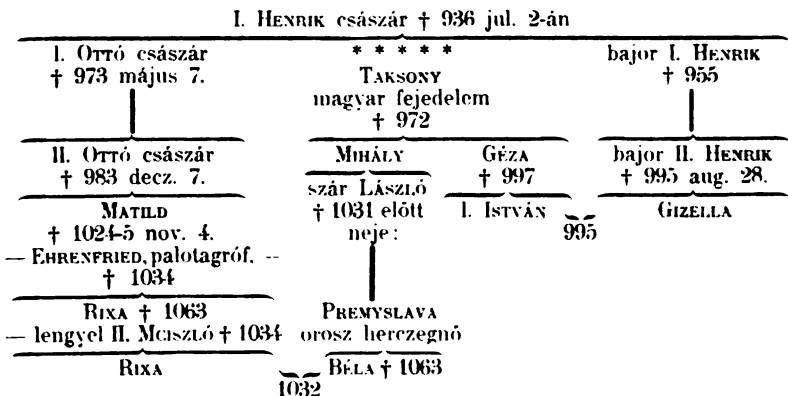 I. HENRIK császár † 936 jul. 2-án
I. OTTÓ császár * * * * * bajor I. HENRIK
† 973 május 7. TAKSONY † 955
magyar fejedelem
† 972
II. OTTÓ császár MIHÁLY GÉZA bajor II. HENRIK
† 983 decz. 7. szár LÁSZLÓ † 997 † 995 aug. 28.
MATILD † 1031 előtt I. ISTVÁN GIZELLA
† 1024-5 nov. 4. neje: 995
— EHRENFRIED, palotagróf. —
† 1034
RIXA † 1063 PREMYSLAVA
— lengyel II. MCISZLÓ † 1034 orosz herczegnő
RIXA BÉLA † 1063
1032